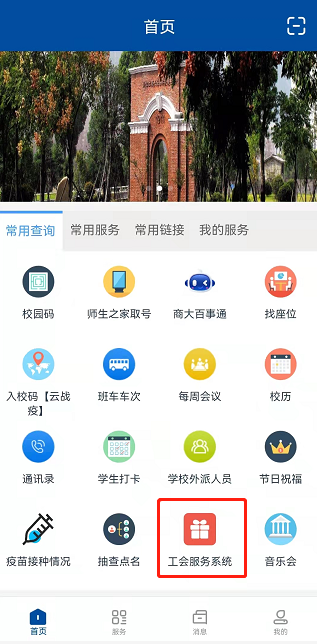 首页
常用查询 常用服务 常用链接 我的服务
校园码 师生之家取号 商大百事通 找座位
入校码【云战疫】 班车车次 每周会议 校历
通讯录 学生打卡 学校外派人员 节日祝福
疫苗接种情况 抽查点名 工会服务系统 音乐会
首页 服务 消息 我的